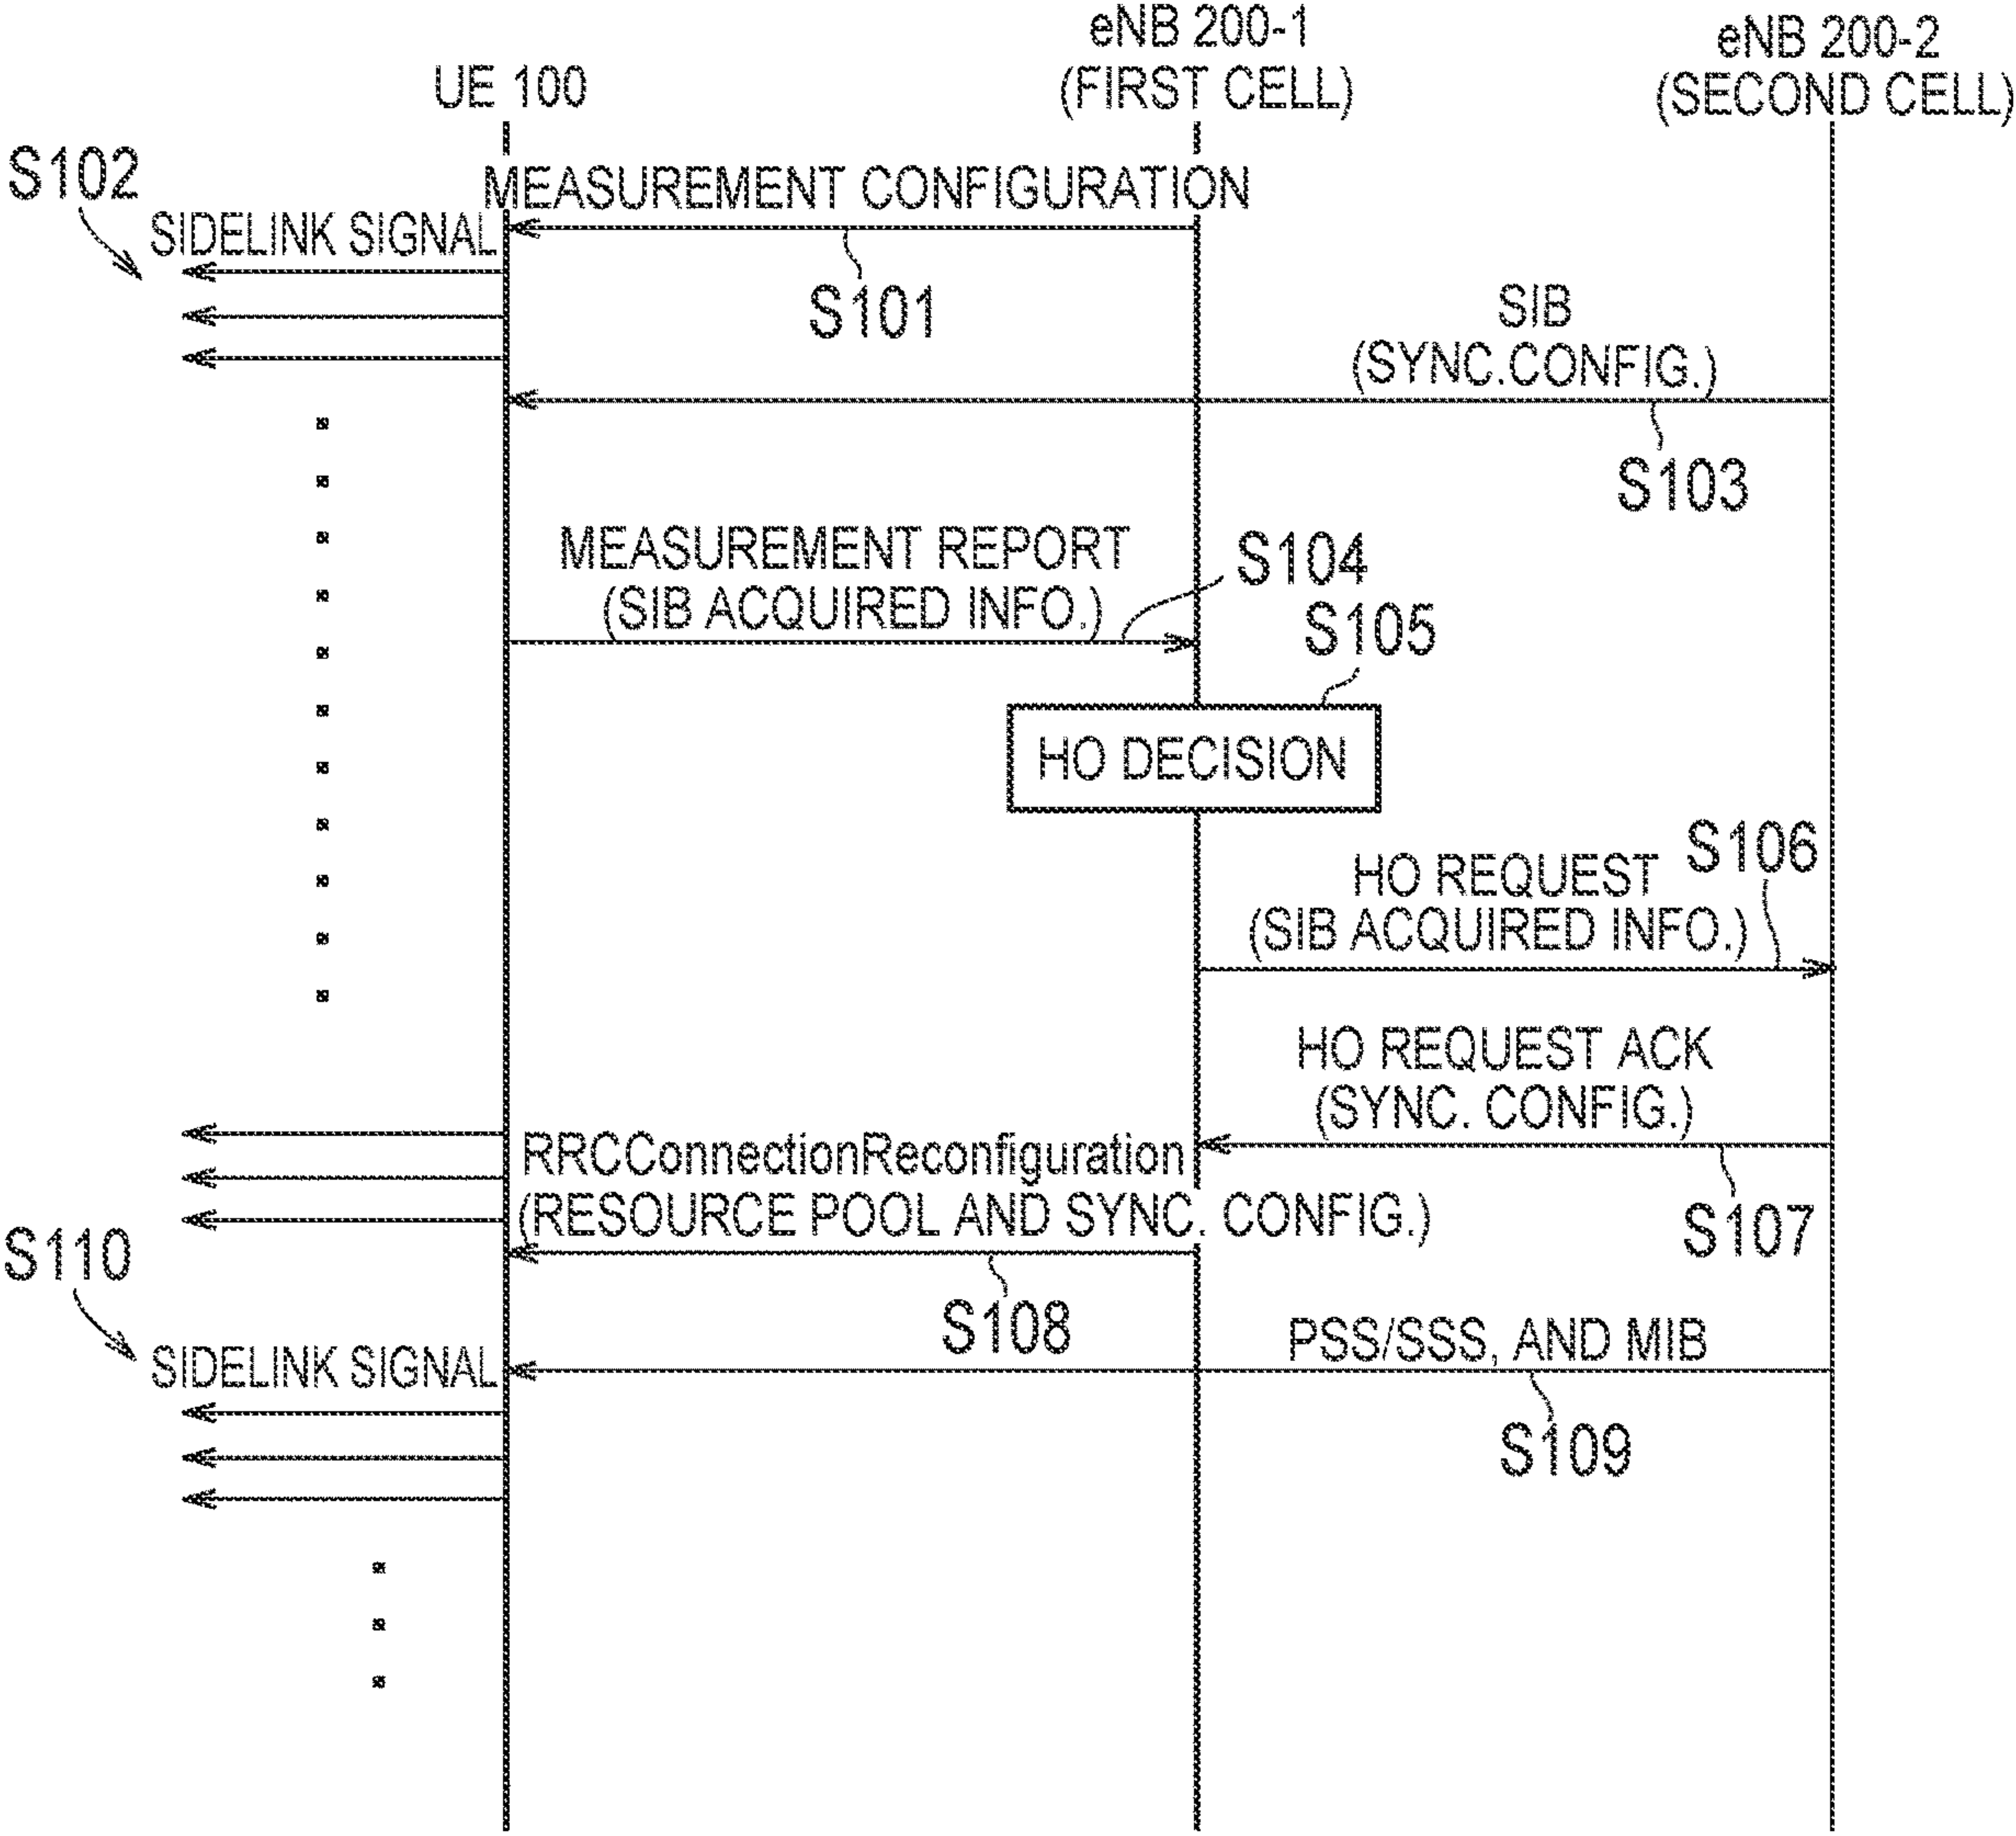 UE 100
eNB 200-1
(FIRST CELL)
eNB 200-2
(SECOND CELL)
S102
MEASUREMENT CONFIGURATION
SIDELINK SIGNAL
S101
SIB
(SYNC.CONFIG.)
S103
MEASUREMENT REPORT
(SIB ACQUIRED INFO.)
S104
S105
HO DECISION
S106
HO REQUEST
(SIB ACQUIRED INFO.)
HO REQUEST ACK
(SYNC. CONFIG.)
S107
RRCConnectionReconfiguration
(RESOURCE POOL AND SYNC. CONFIG.)
S108
S110
SIDELINK SIGNAL
PSS/SSS, AND MIB
S109